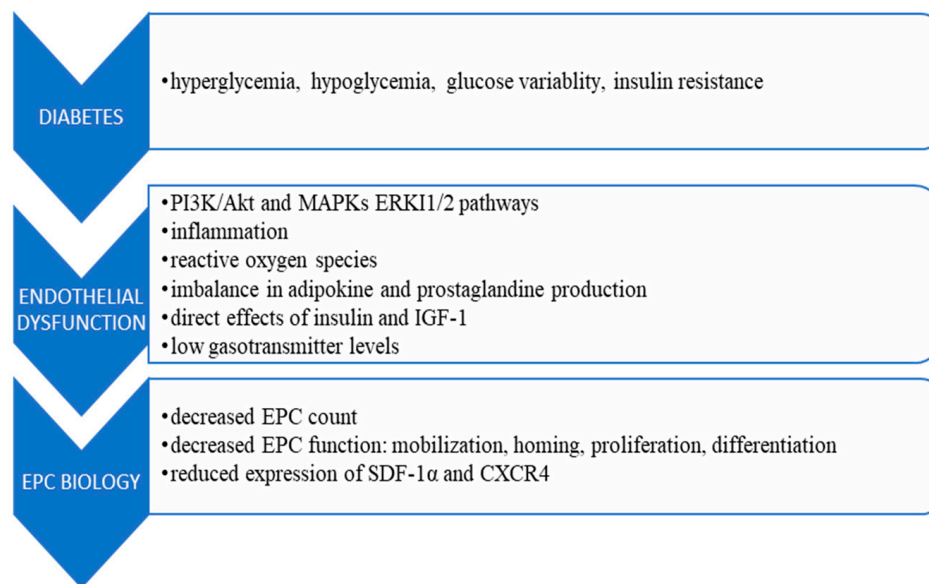 DIABETES
•hyperglycemia, hypoglycemia, glucose variablity, insulin resistance
ENDOTHELIAL
DYSFUNCTION
•PI3K/Akt and MAPKs ERKI1/2 pathways
•inflammation
•reactive oxygen species
•imbalance in adipokine and prostaglandine production
•direct effects of insulin and IGF-1
•low gasotransmitter levels
EPC BIOLOGY
•decreased EPC count
•decreased EPC function: mobilization, homing, proliferation, differentiation
•reduced expression of SDF-1α and CXCR4